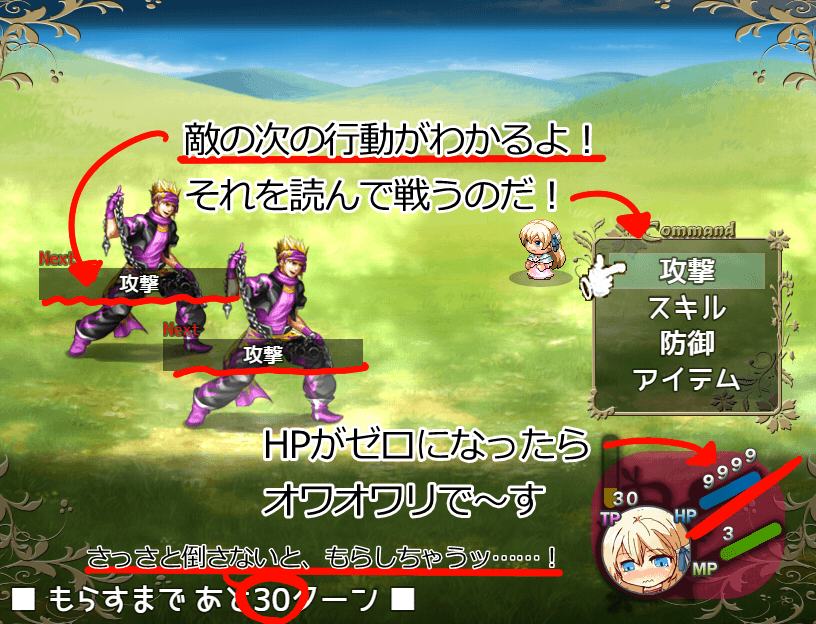 敵の次の行動がわかるよ！
それを読んで戦うのだ！
Command
攻撃
スキル
防御
アイテム
Next
攻撃
Next
攻撃
HPがゼロになったら
オワオワリで～す
9999
30
TP
HP
3
MP
さっさと倒さないと、もらしちゃうッ……！
■ もらすまで あと30ターン ■